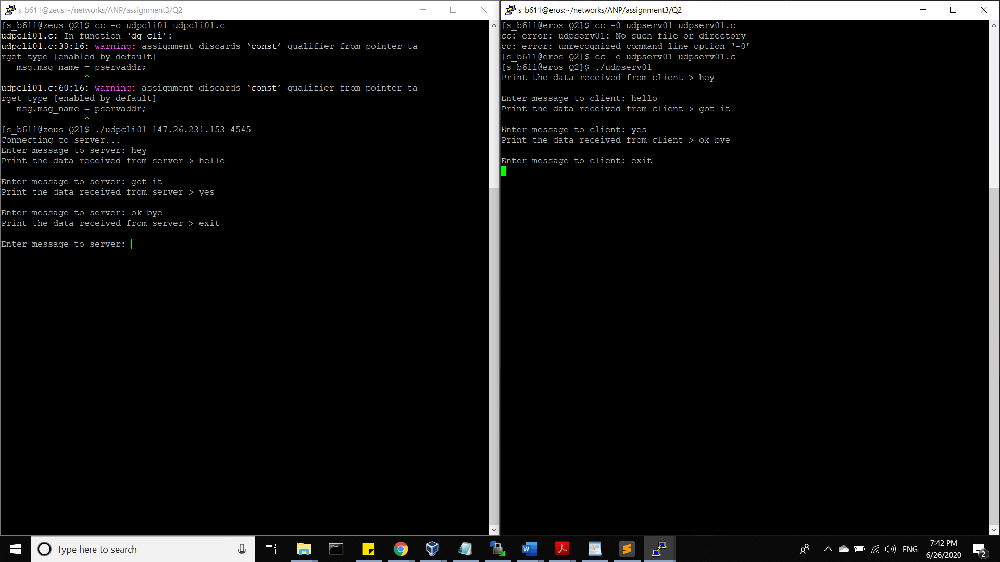 s_b611@zeus:~/networks/ANP/assignment3/Q2
[s_b611@zeus Q2]$ cc -o udpcli01 udpcli01.c
udpcli01.c: In function ‘dg_cli’:
udpcli01.c:38:16: warning: assignment discards ‘const’ qualifier from pointer ta
rget type [enabled by default]
   msg.msg_name = pservaddr;
                ^
udpcli01.c:60:16: warning: assignment discards ‘const’ qualifier from pointer ta
rget type [enabled by default]
   msg.msg_name = pservaddr;
                ^
[s_b611@zeus Q2]$ ./udpcli01 147.26.231.153 4545
Connecting to server...
Enter message to server: hey
Print the data received from server > hello
Enter message to server: got it
Print the data received from server > yes
Enter message to server: ok bye
Print the data received from server > exit
Enter message to server:
s_b611@eros:~/networks/ANP/assignment3/Q2
[s_b611@eros Q2]$ cc -0 udpserv01 udpserv01.c
cc: error: udpserv01: No such file or directory
cc: error: unrecognized command line option ‘-0’
[s_b611@eros Q2]$ cc -o udpserv01 udpserv01.c
[s_b611@eros Q2]$ ./udpserv01
Print the data received from client > hey
Enter message to client: hello
Print the data received from client > got it
Enter message to client: yes
Print the data received from client > ok bye
Enter message to client: exit
Type here to search
ENG
7:42 PM
6/26/2020
2